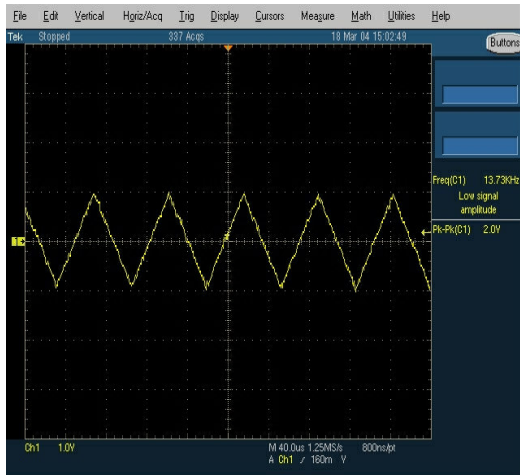 File Edit Vertical Horiz/Acq Trig Display Cursors Measure Math Utilities Help
Tek Stopped 337 Acqs 18 Mar 04 15:02:49
Buttons
Freq(C1) 13.73KHz
Low signal
amplitude
1
Pk-Pk(C1) 2.0V
Ch1 1.0V M 40.0us 1.25MS/s 800ns/pt
A Ch1 ∕ 160m V